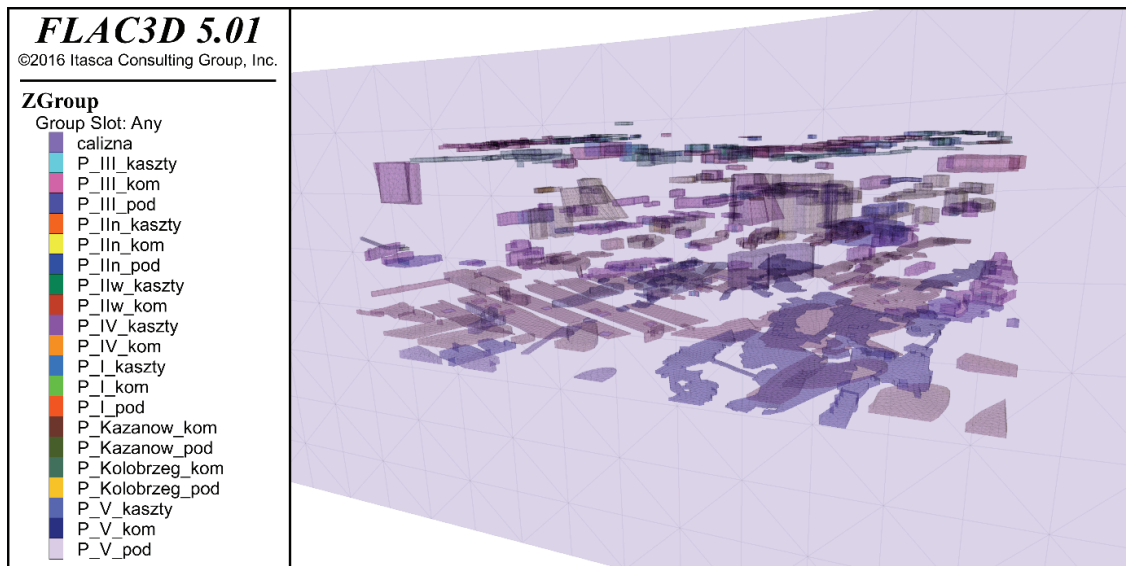 FLAC3D 5.01
©2016 Itasca Consulting Group, Inc.
ZGroup
Group Slot: Any
calizna
P_III_kaszty
P_III_kom
P_III_pod
P_IIn_kaszty
P_IIn_kom
P_IIn_pod
P_IIw_kaszty
P_IIw_kom
P_IV_kaszty
P_IV_kom
P_I_kaszty
P_I_kom
P_I_pod
P_Kazanow_kom
P_Kazanow_pod
P_Kolobrzeg_kom
P_Kolobrzeg_pod
P_V_kaszty
P_V_kom
P_V_pod